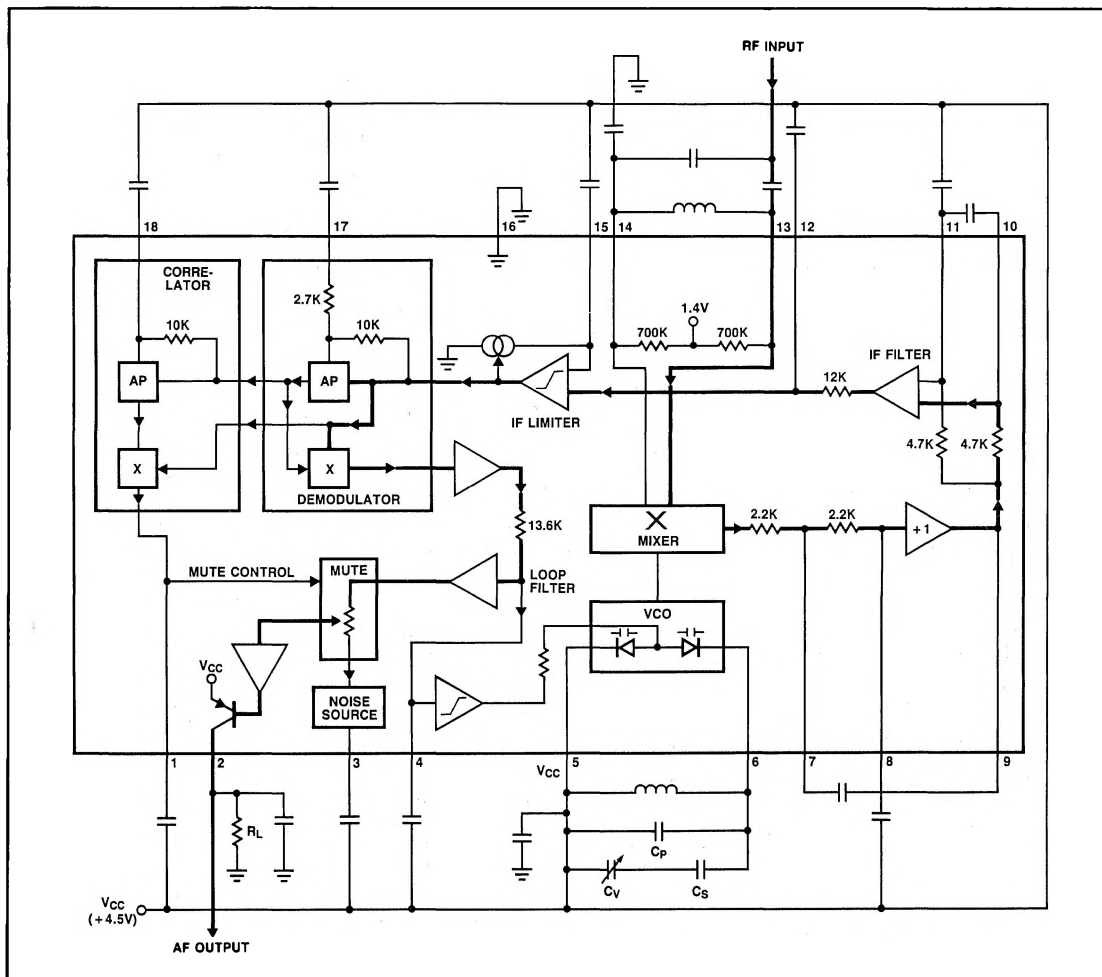 RF INPUT
18
17
16
15
14
13
12
11
10
CORRE-
LATOR
2.7K
10K
10K
1.4V
700K
700K
IF FILTER
AP
AP
12K
IF LIMITER
4.7K
4.7K
X
X
DEMODULATOR
X
MIXER
2.2K
2.2K
+1
13.6K
MUTE CONTROL
MUTE
LOOP
FILTER
VCO
VCC
NOISE
SOURCE
1
2
3
4
VCC
5
6
7
8
9
RL
CP
CV
CS
VCC
(+4.5V)
AF OUTPUT